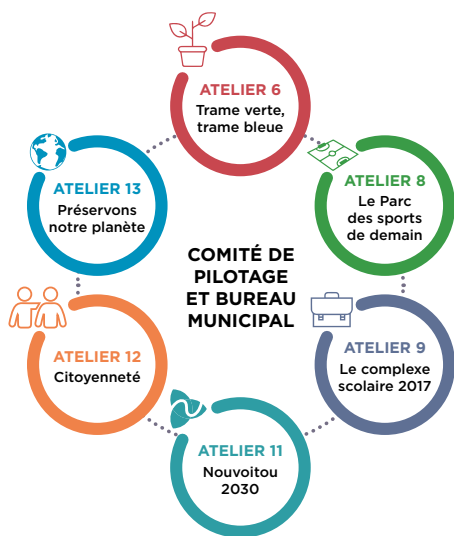 ATELIER 6
Trame verte,
trame bleue
ATELIER 8
Le Parc
des sports
de demain
ATELIER 9
Le complexe
scolaire 2017
ATELIER 11
Nouvoitou
2030
ATELIER 12
Citoyenneté
ATELIER 13
Préservons
notre planète
COMITÉ DE
PILOTAGE
ET BUREAU
MUNICIPAL